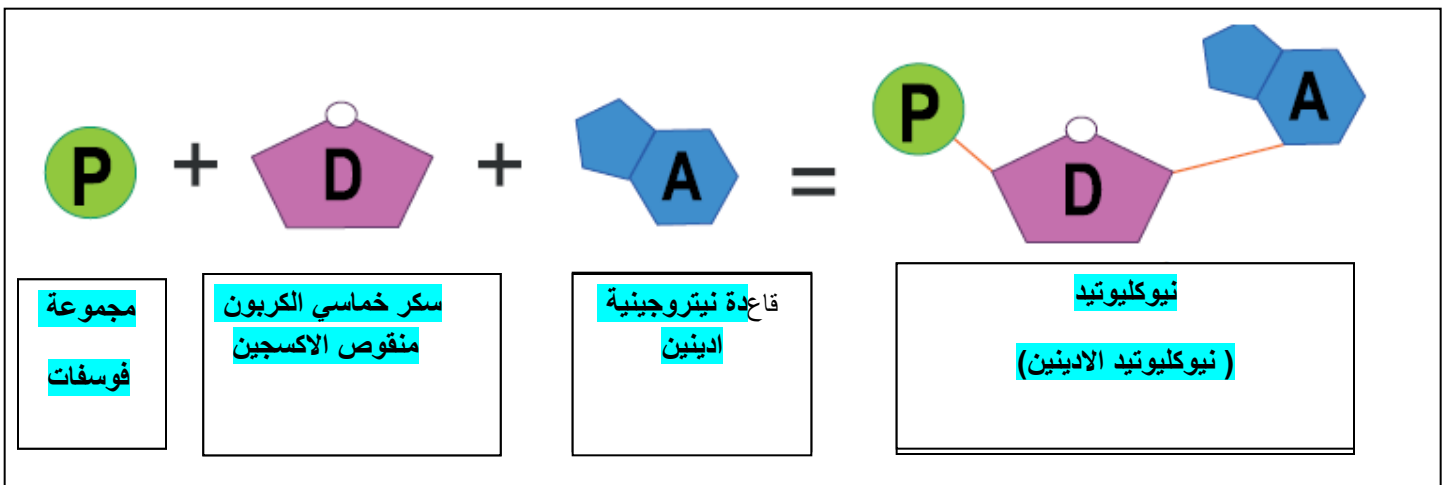 P + D + A = P D A
مجموعة
فوسفات
سكر خماسي الكربون
منقوص الاكسجين
قاعدة نيتروجينية
ادينين
نيوكليوتيد
( نيوكليوتيد الادينين)